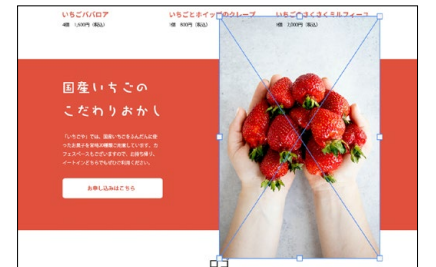 いちごババロア
いちごとホイップのクレープ
いちごのさくさくミルフィーユ
4個 1,600円（税込）
1個 800円（税込）
1個 2,000円（税込）
国産いちごの
こだわりおかし
「いちごや」では、国産いちごをふんだんに使
ったお菓子を常時20種類ご用意しています。カ
フェスペースもございますので、お持ち帰り、
イートインどちらでもぜひご利用ください。
お申し込みはこちら